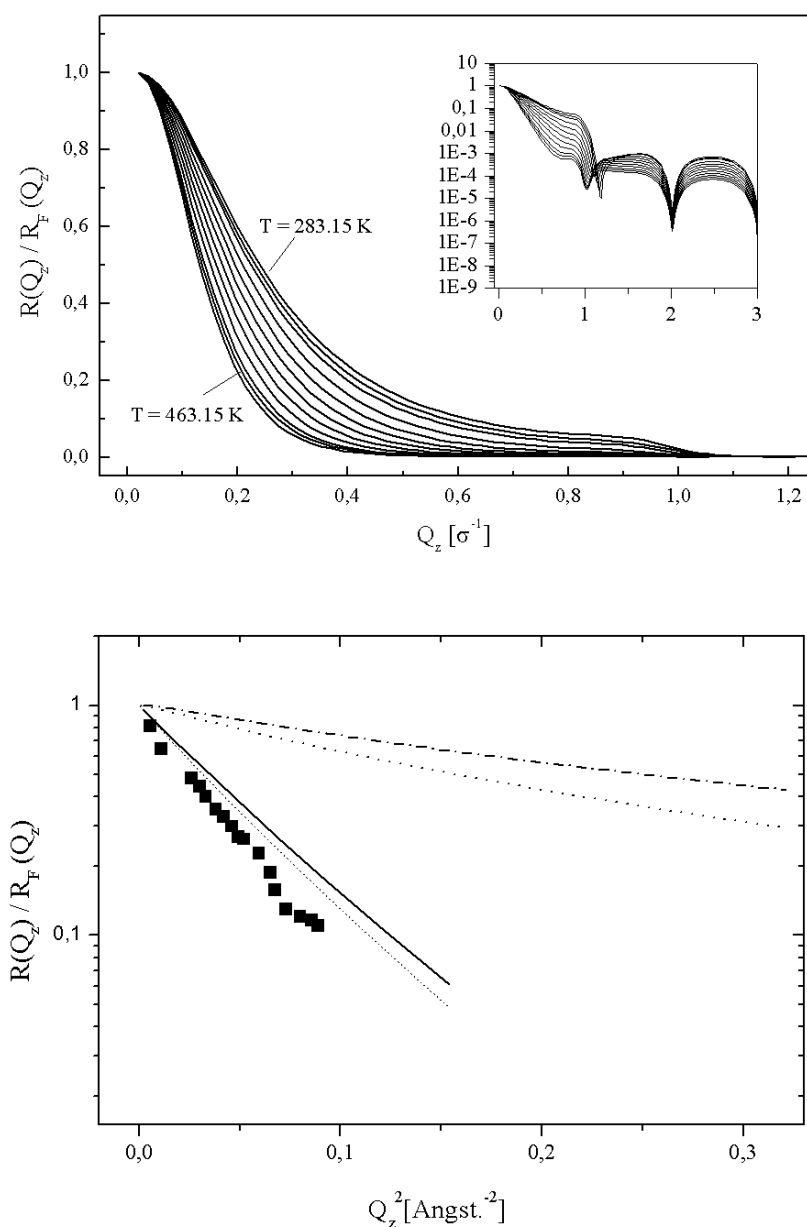 R(Q_z) / R_F (Q_z)
1,0
0,8
0,6
0,4
0,2
0,0
T = 283.15 K
T = 463.15 K
10
1
0,1
0,01
1E-3
1E-4
1E-5
1E-6
1E-7
1E-8
1E-9
0 1 2 3
0,0 0,2 0,4 0,6 0,8 1,0 1,2
Q_z [σ⁻¹]
R(Q_z) / R_F (Q_z)
1
0,1
0,0 0,1 0,2 0,3
Q_z²[Angst.⁻²]